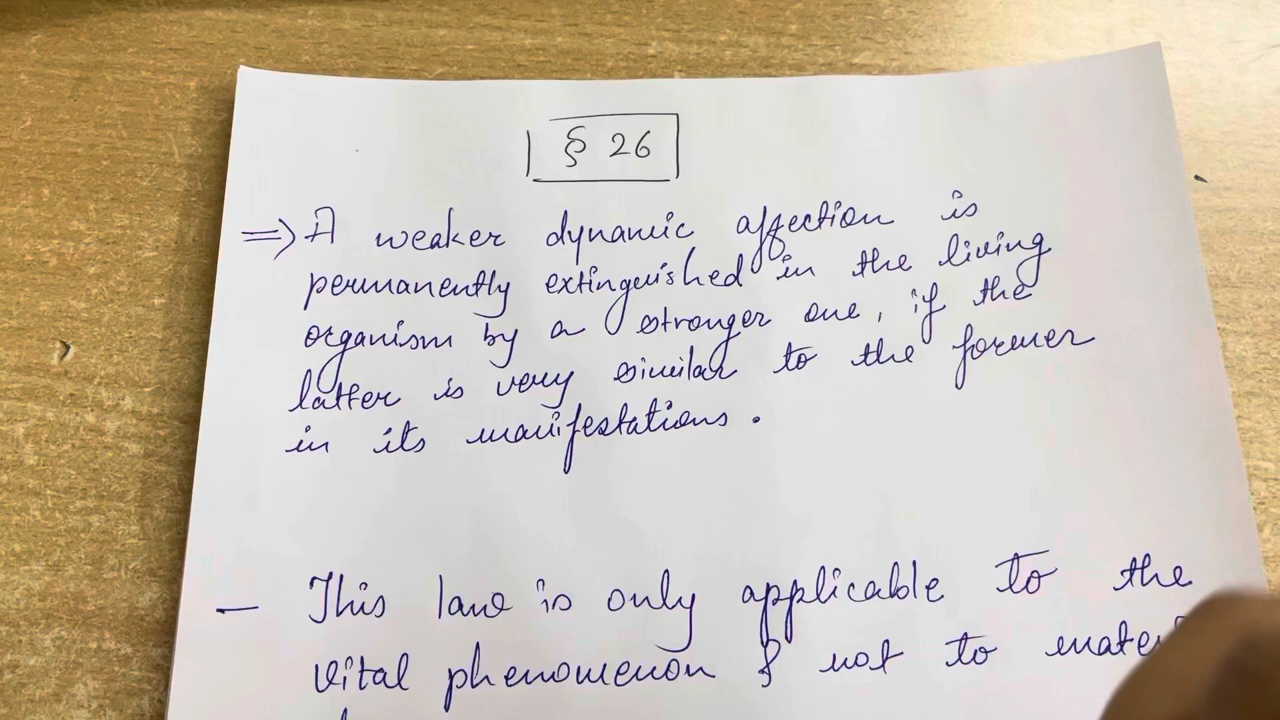 § 26
⇒ A weaker dynamic affection is
permanently extinguished in the living
organism by a stronger one, if the
latter is very similar to the former
in its manifestations.
— This law is only applicable to the
vital phenomenon & not to